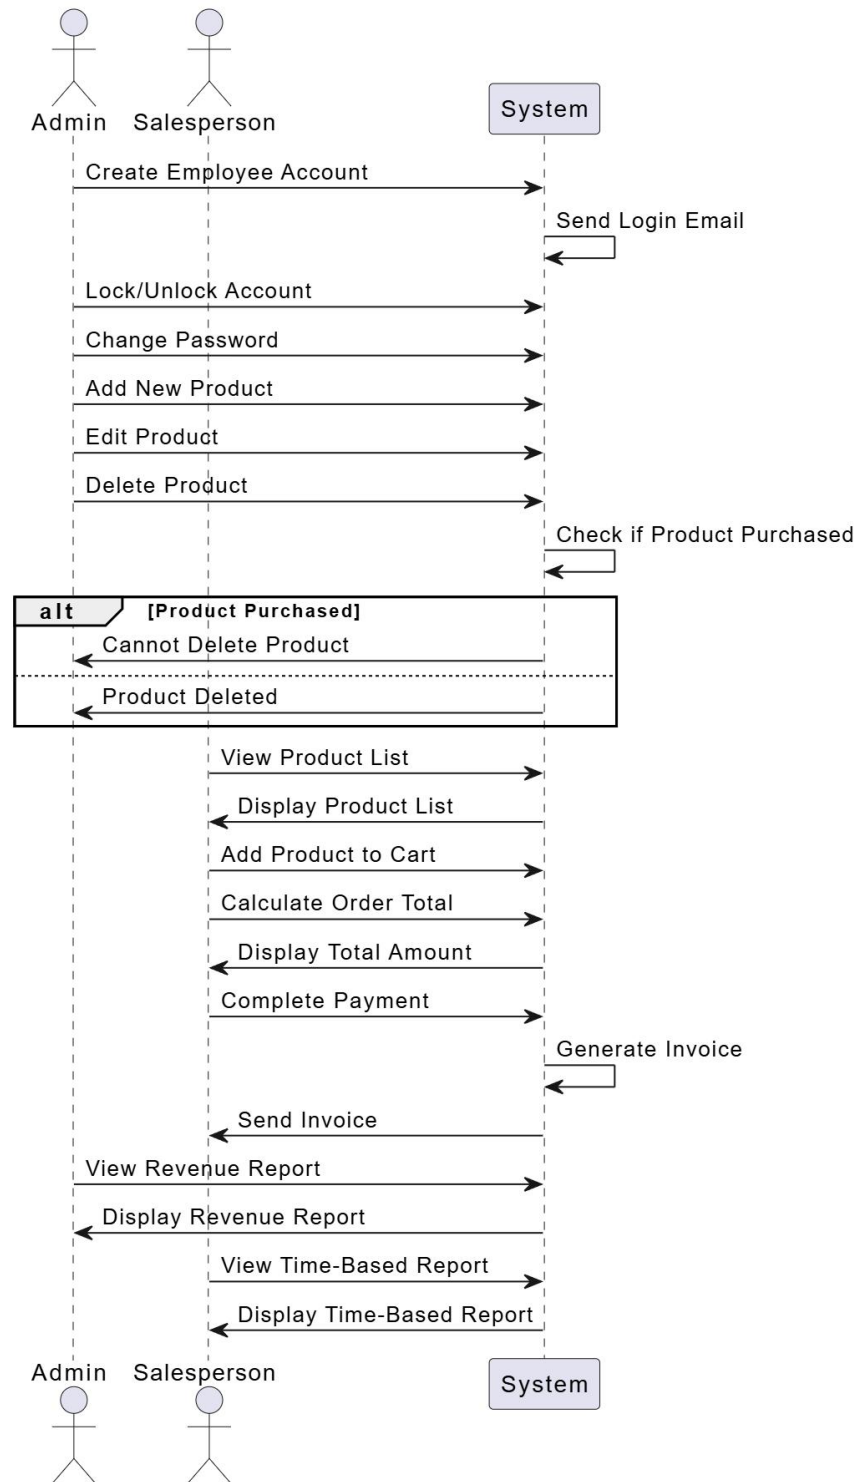 Admin
Salesperson
System
Create Employee Account
Send Login Email
Lock/Unlock Account
Change Password
Add New Product
Edit Product
Delete Product
Check if Product Purchased
alt [Product Purchased]
Cannot Delete Product
Product Deleted
View Product List
Display Product List
Add Product to Cart
Calculate Order Total
Display Total Amount
Complete Payment
Generate Invoice
Send Invoice
View Revenue Report
Display Revenue Report
View Time-Based Report
Display Time-Based Report
Admin
Salesperson
System